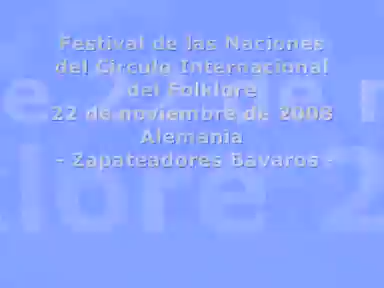 Festival de las Naciones
del Círculo Internacional
del Folklore
22 de noviembre de 2008
Alemania
- Zapateadores Bávaros -